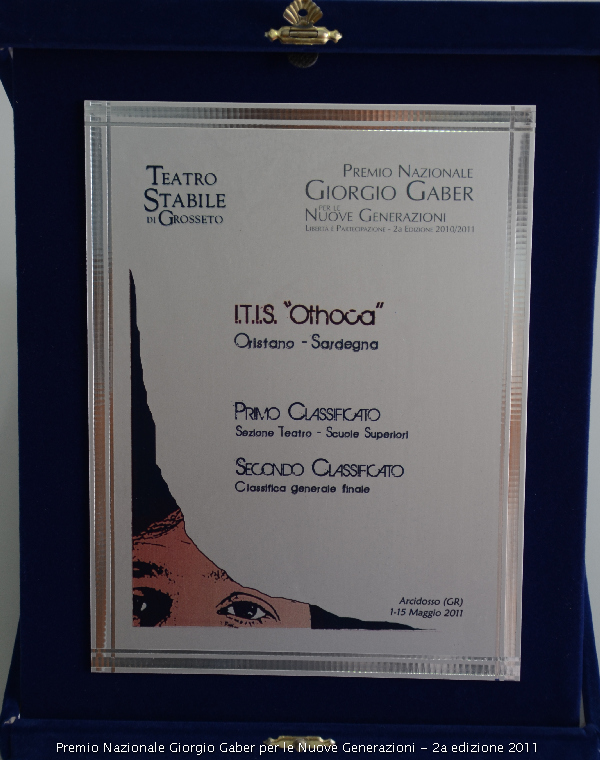 TEATRO
STABILE
DI GROSSETO
PREMIO NAZIONALE
GIORGIO GABER
PER LE
NUOVE GENERAZIONI
LIBERTÀ È PARTECIPAZIONE - 2A EDIZIONE 2010/2011
I.T.I.S. "Othoca"
Oristano - Sardegna
PRIMO CLASSIFICATO
Sezione Teatro - Scuole Superiori
SECONDO CLASSIFICATO
Classifica generale finale
Arcidosso (GR)
1-15 Maggio 2011
Premio Nazionale Giorgio Gaber per le Nuove Generazioni - 2a edizione 2011